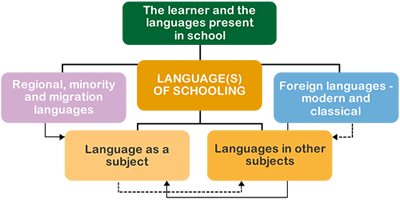 The learner and the
languages present
in school
Regional, minority
and migration
languages
LANGUAGE(S)
OF SCHOOLING
Foreign languages -
modern and
classical
Language as a
subject
Languages in other
subjects